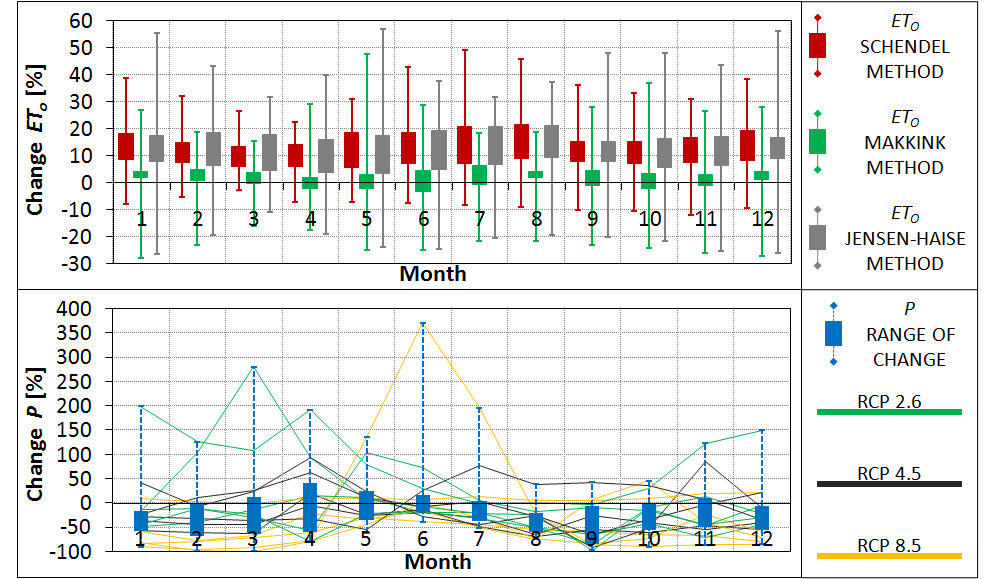 60
50
40
30
20
10
0
-10
-20
-30
Change ETo [%]
1 2 3 4 5 6 7 8 9 10 11 12
Month
ETO
SCHENDEL
METHOD
ETO
MAKKINK
METHOD
ETO
JENSEN-HAISE
METHOD
400
350
300
250
200
150
100
50
0
-50
-100
Change P [%]
1 2 3 4 5 6 7 8 9 10 11 12
Month
P
RANGE OF
CHANGE
RCP 2.6
RCP 4.5
RCP 8.5